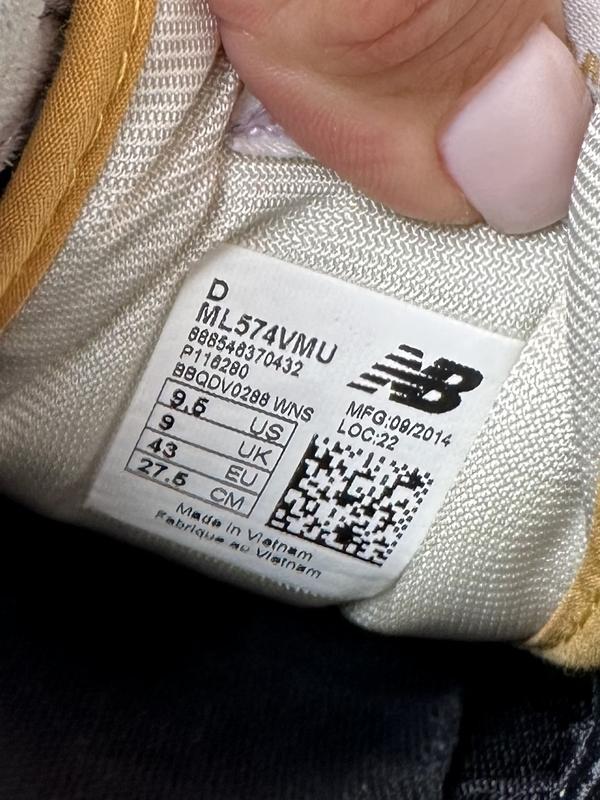 D
ML574VMU
888546370432
P116280
BBQDV0288 WNS
9.5 US
9 UK
43 EU
27.5 CM
NB
MFG:09/2014
LOC:22
Made in Vietnam
Fabriqué au Vietnam